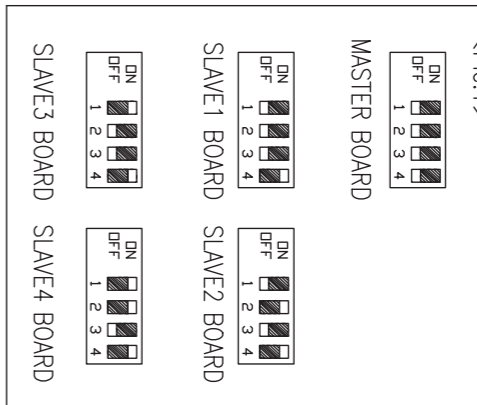 MASTER BOARD
ON
OFF
1 2 3 4
SLAVE1 BOARD
ON
OFF
1 2 3 4
SLAVE2 BOARD
ON
OFF
1 2 3 4
SLAVE3 BOARD
ON
OFF
1 2 3 4
SLAVE4 BOARD
ON
OFF
1 2 3 4